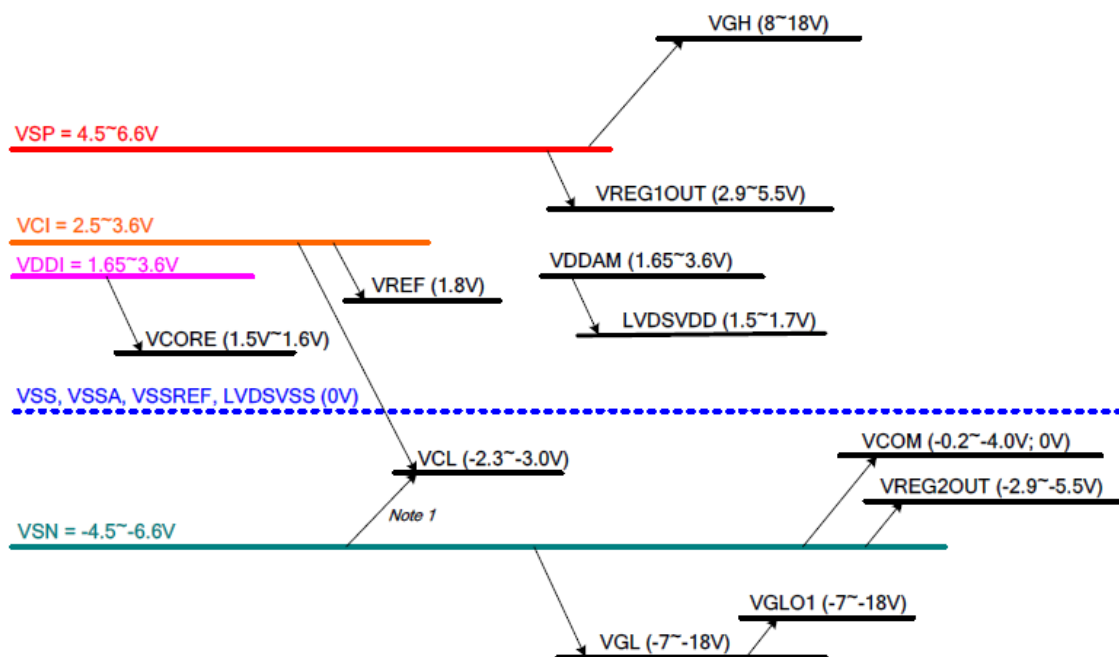 VGH (8~18V)
VSP = 4.5~6.6V
VREG1OUT (2.9~5.5V)
VCI = 2.5~3.6V
VDDI = 1.65~3.6V
VDDAM (1.65~3.6V)
VREF (1.8V)
LVDSVDD (1.5~1.7V)
VCORE (1.5V~1.6V)
VSS, VSSA, VSSREF, LVDSVSS (0V)
VCOM (-0.2~-4.0V; 0V)
VCL (-2.3~-3.0V)
VREG2OUT (-2.9~-5.5V)
Note 1
VSN = -4.5~-6.6V
VGLO1 (-7~-18V)
VGL (-7~-18V)